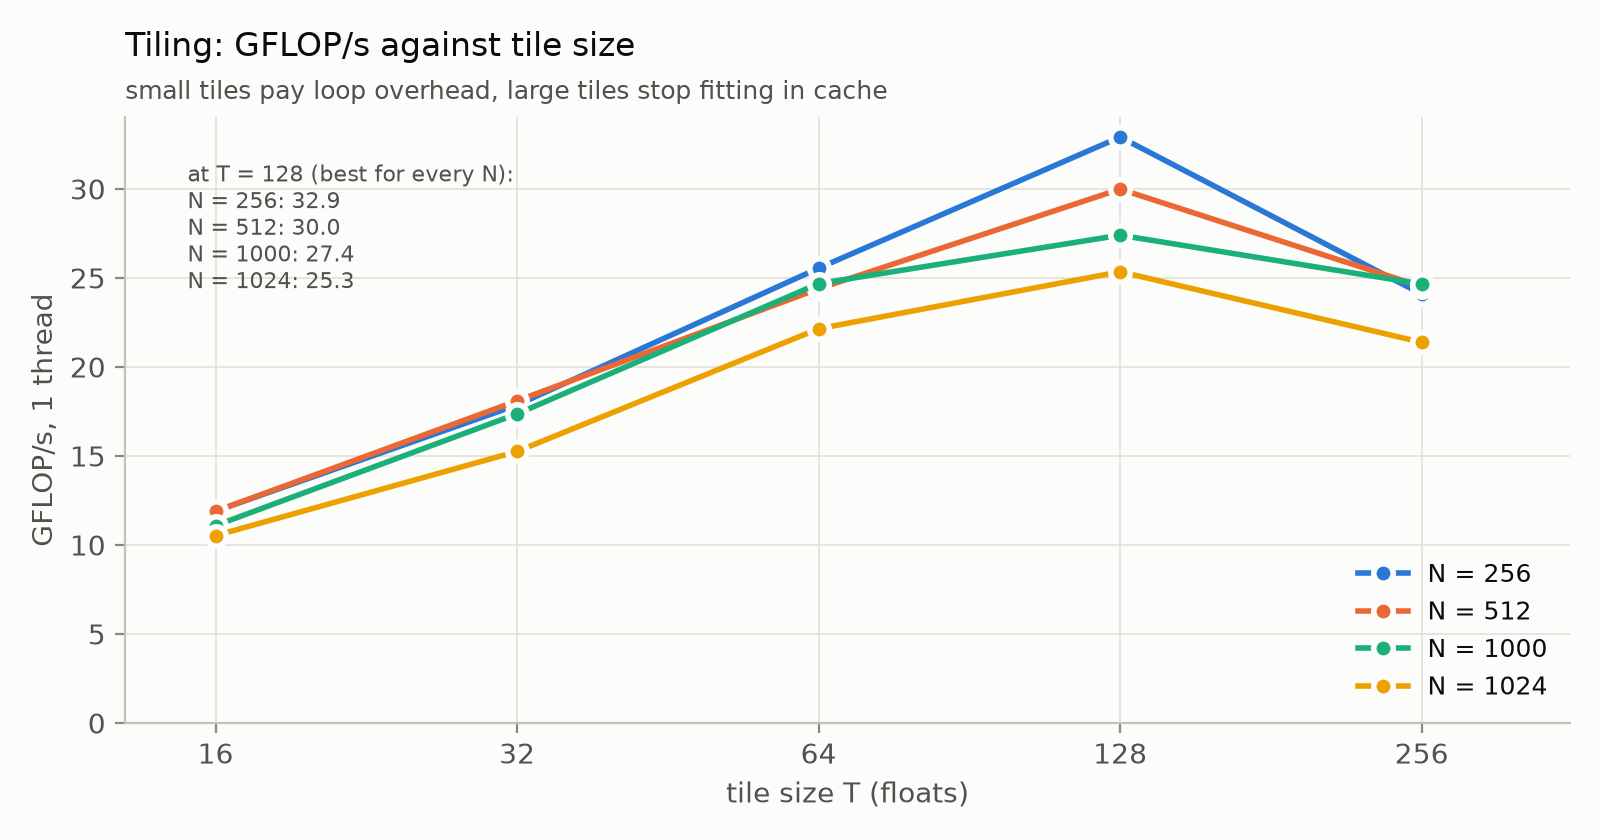 Tiling: GFLOP/s against tile size
small tiles pay loop overhead, large tiles stop fitting in cache
at T = 128 (best for every N):
N = 256: 32.9
N = 512: 30.0
N = 1000: 27.4
N = 1024: 25.3
GFLOP/s, 1 thread
30
25
20
15
10
5
0
N = 256
N = 512
N = 1000
N = 1024
16 32 64 128 256
tile size T (floats)